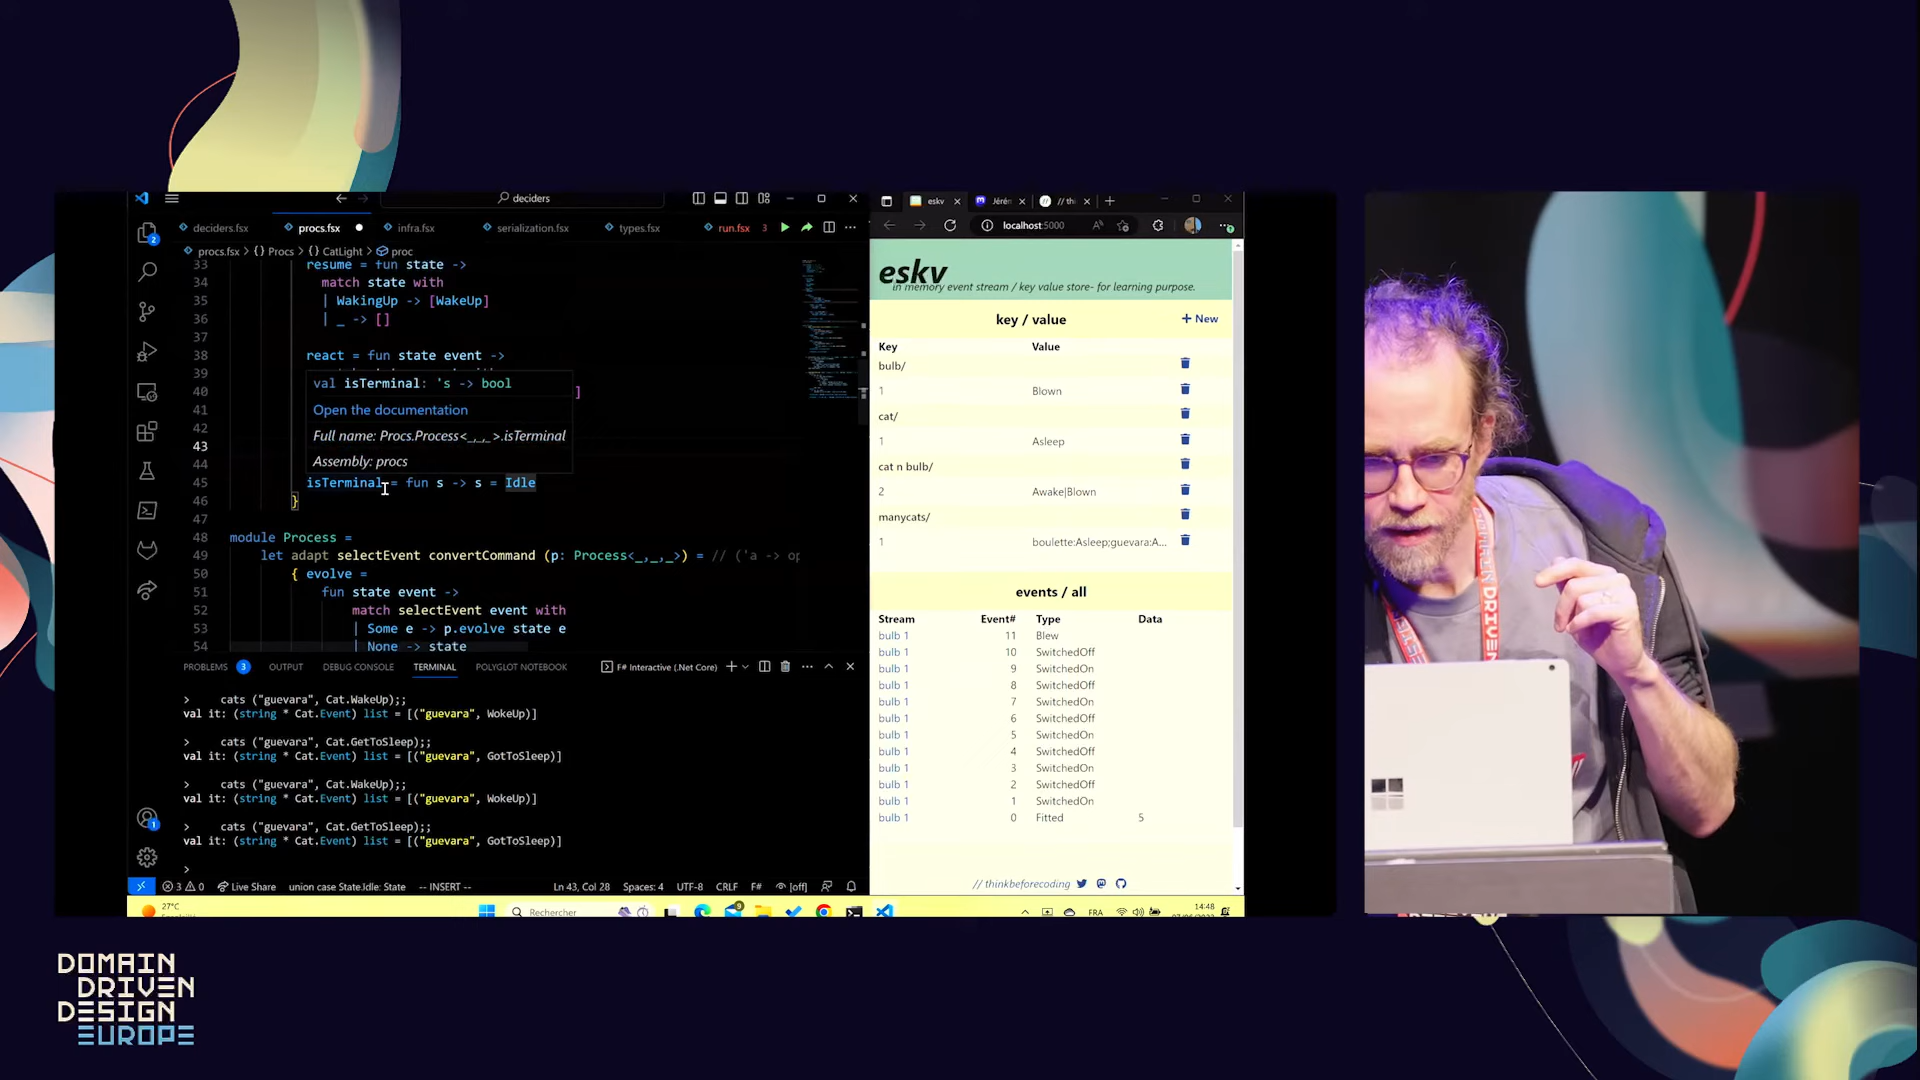 deciders
deciders.fsx
procs.fsx
infra.fsx
serialization.fsx
types.fsx
run.fsx 3
procs.fsx > {} Procs > {} CatLight > proc
33 resume = fun state ->
34 match state with
35 | WakingUp -> [WakeUp]
36 | _ -> []
37
38 react = fun state event ->
40 ]
41
42
43
44
val isTerminal: 's -> bool
Open the documentation
Full name: Procs.Process<_,_,_>.isTerminal
Assembly: procs
45 isTerminal = fun s -> s = Idle
46 }
47
48 module Process =
49 let adapt selectEvent convertCommand (p: Process<_,_,_>) = // ('a -> op
50 { evolve =
51 fun state event ->
52 match selectEvent event with
53 | Some e -> p.evolve state e
54 | None -> state
PROBLEMS 3 OUTPUT DEBUG CONSOLE TERMINAL POLYGLOT NOTEBOOK
F# Interactive (.Net Core)
> cats ("guevara", Cat.WakeUp);;
val it: (string * Cat.Event) list = [("guevara", WokeUp)]
> cats ("guevara", Cat.GetToSleep);;
val it: (string * Cat.Event) list = [("guevara", GotToSleep)]
> cats ("guevara", Cat.WakeUp);;
val it: (string * Cat.Event) list = [("guevara", WokeUp)]
> cats ("guevara", Cat.GetToSleep);;
val it: (string * Cat.Event) list = [("guevara", GotToSleep)]
>
3 0 Live Share union case State.Idle: State -- INSERT -- Ln 43, Col 28 Spaces: 4 UTF-8 CRLF F# [off]
27°C
Rechercher
FRA
14:48
eskv
Jérém
// thi
localhost:5000
eskv
in memory event stream / key value store- for learning purpose.
key / value
+ New
Key Value
bulb/
1 Blown
cat/
1 Asleep
cat n bulb/
2 Awake|Blown
manycats/
1 boulette:Asleep;guevara:A...
events / all
Stream Event# Type Data
bulb 1 11 Blew
bulb 1 10 SwitchedOff
bulb 1 9 SwitchedOn
bulb 1 8 SwitchedOff
bulb 1 7 SwitchedOn
bulb 1 6 SwitchedOff
bulb 1 5 SwitchedOn
bulb 1 4 SwitchedOff
bulb 1 3 SwitchedOn
bulb 1 2 SwitchedOff
bulb 1 1 SwitchedOn
bulb 1 0 Fitted 5
// thinkbeforecoding
DOMAIN
DRIVEN
DESIGN
EUROPE